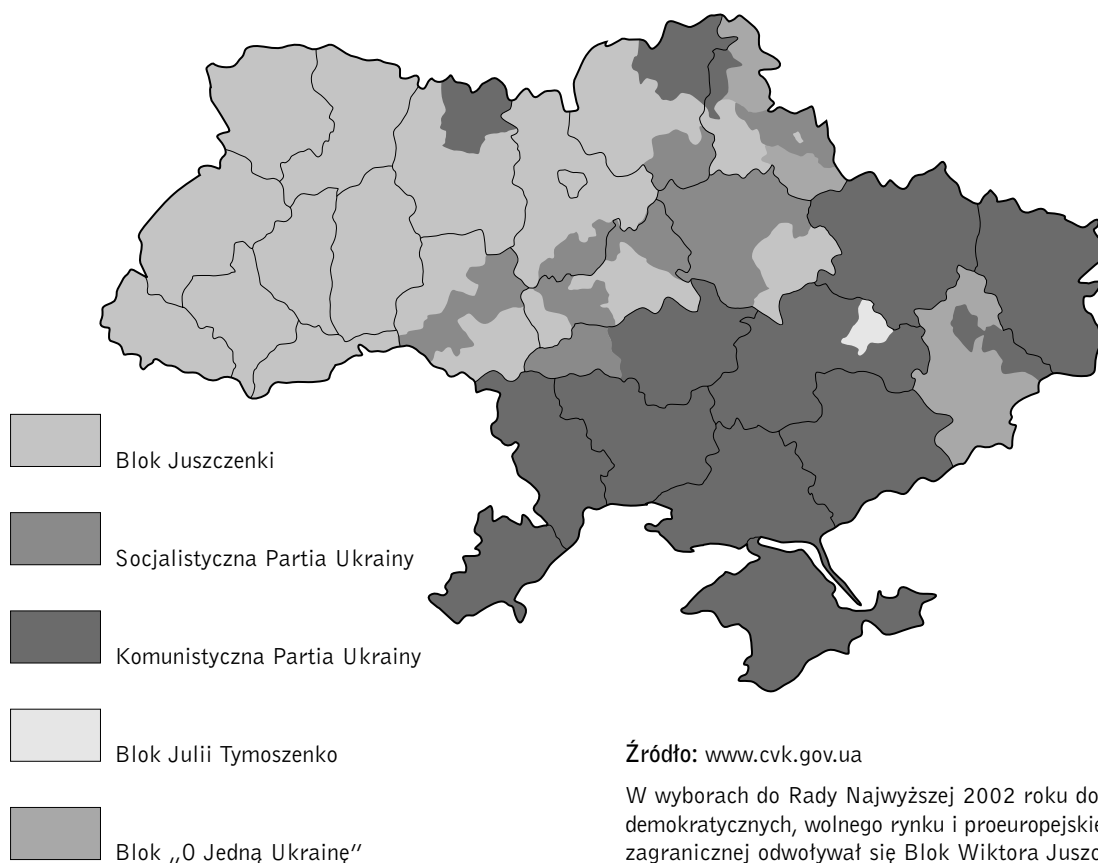 Blok Juszczenki
Socjalistyczna Partia Ukrainy
Komunistyczna Partia Ukrainy
Blok Julii Tymoszenko
Blok „O Jedną Ukrainę”
Źródło: www.cvk.gov.ua
W wyborach do Rady Najwyższej 2002 roku do
demokratycznych, wolnego rynku i proeuropejskie
zagranicznej odwoływał się Blok Wiktora Juszc